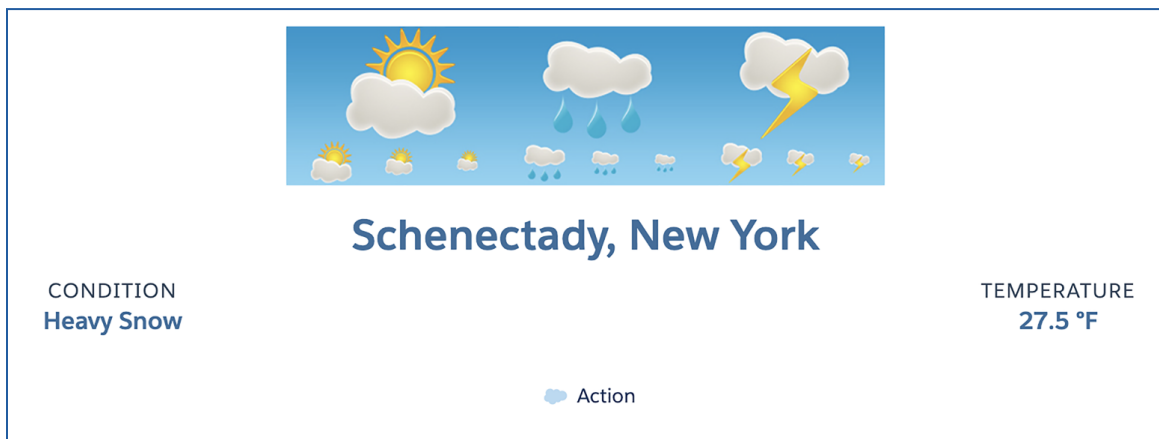 Schenectady, New York
CONDITION
Heavy Snow
TEMPERATURE
27.5 °F
Action